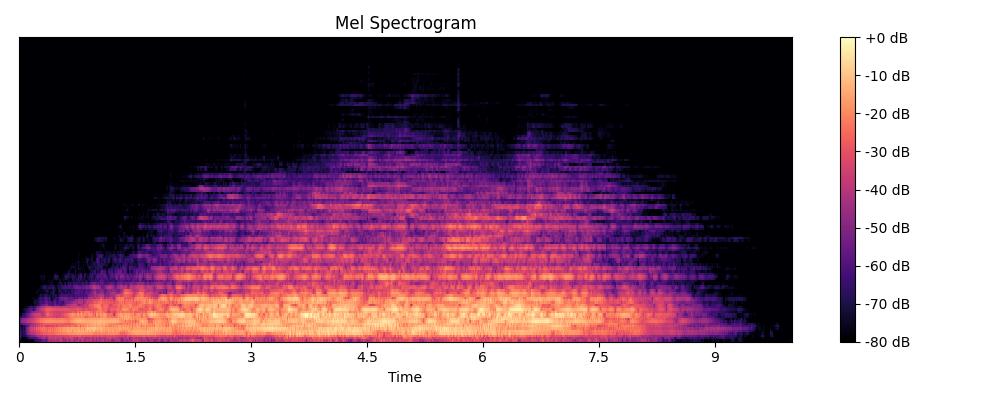 Mel Spectrogram
+0 dB
-10 dB
-20 dB
-30 dB
-40 dB
-50 dB
-60 dB
-70 dB
-80 dB
0 1.5 3 4.5 6 7.5 9
Time